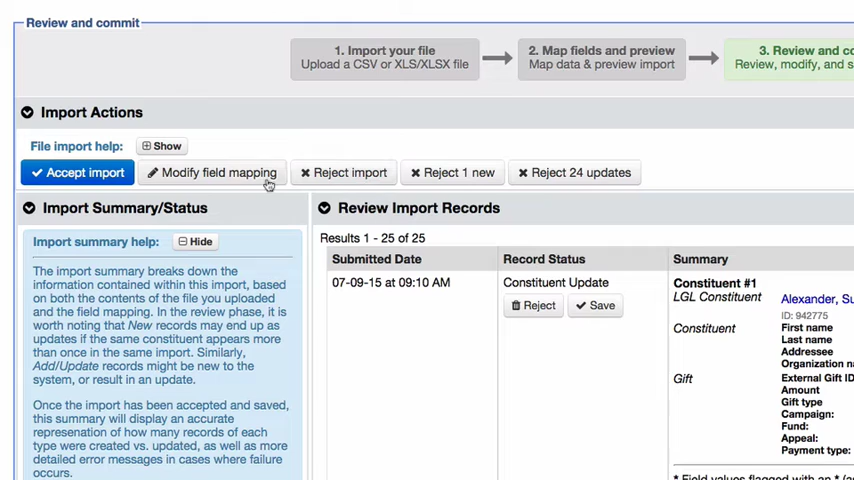 Review and commit
1. Import your file
Upload a CSV or XLS/XLSX file
2. Map fields and preview
Map data & preview import
3. Review and co
Review, modify, and s
Import Actions
File import help: Show
Accept import Modify field mapping Reject import Reject 1 new Reject 24 updates
Import Summary/Status
Import summary help: Hide
The import summary breaks down the
information contained within this import, based
on both the contents of the file you uploaded
and the field mapping. In the review phase, it is
worth noting that New records may end up as
updates if the same constituent appears more
than once in the same import. Similarly,
Add/Update records might be new to the
system, or result in an update.
Once the import has been accepted and saved,
this summary will display an accurate
represenation of how many records of each
type were created vs. updated, as well as more
detailed error messages in cases where failure
occurs.
Review Import Records
Results 1 - 25 of 25
Submitted Date Record Status Summary
07-09-15 at 09:10 AM Constituent Update
Reject Save
Constituent #1
LGL Constituent Alexander, Su
ID: 942775
Constituent First name
Last name
Addressee
Organization na
Gift External Gift ID
Amount
Gift type
Campaign:
Fund:
Appeal:
Payment type:
* Field values flagged with an * (a